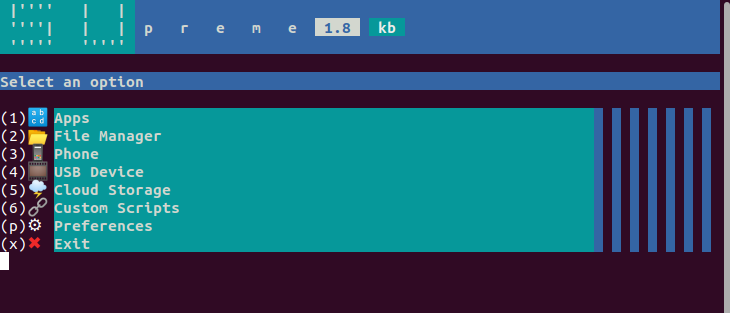 p r e m e 1.8 kb
Select an option
(1) Apps
(2) File Manager
(3) Phone
(4) USB Device
(5) Cloud Storage
(6) Custom Scripts
(p) Preferences
(x) Exit